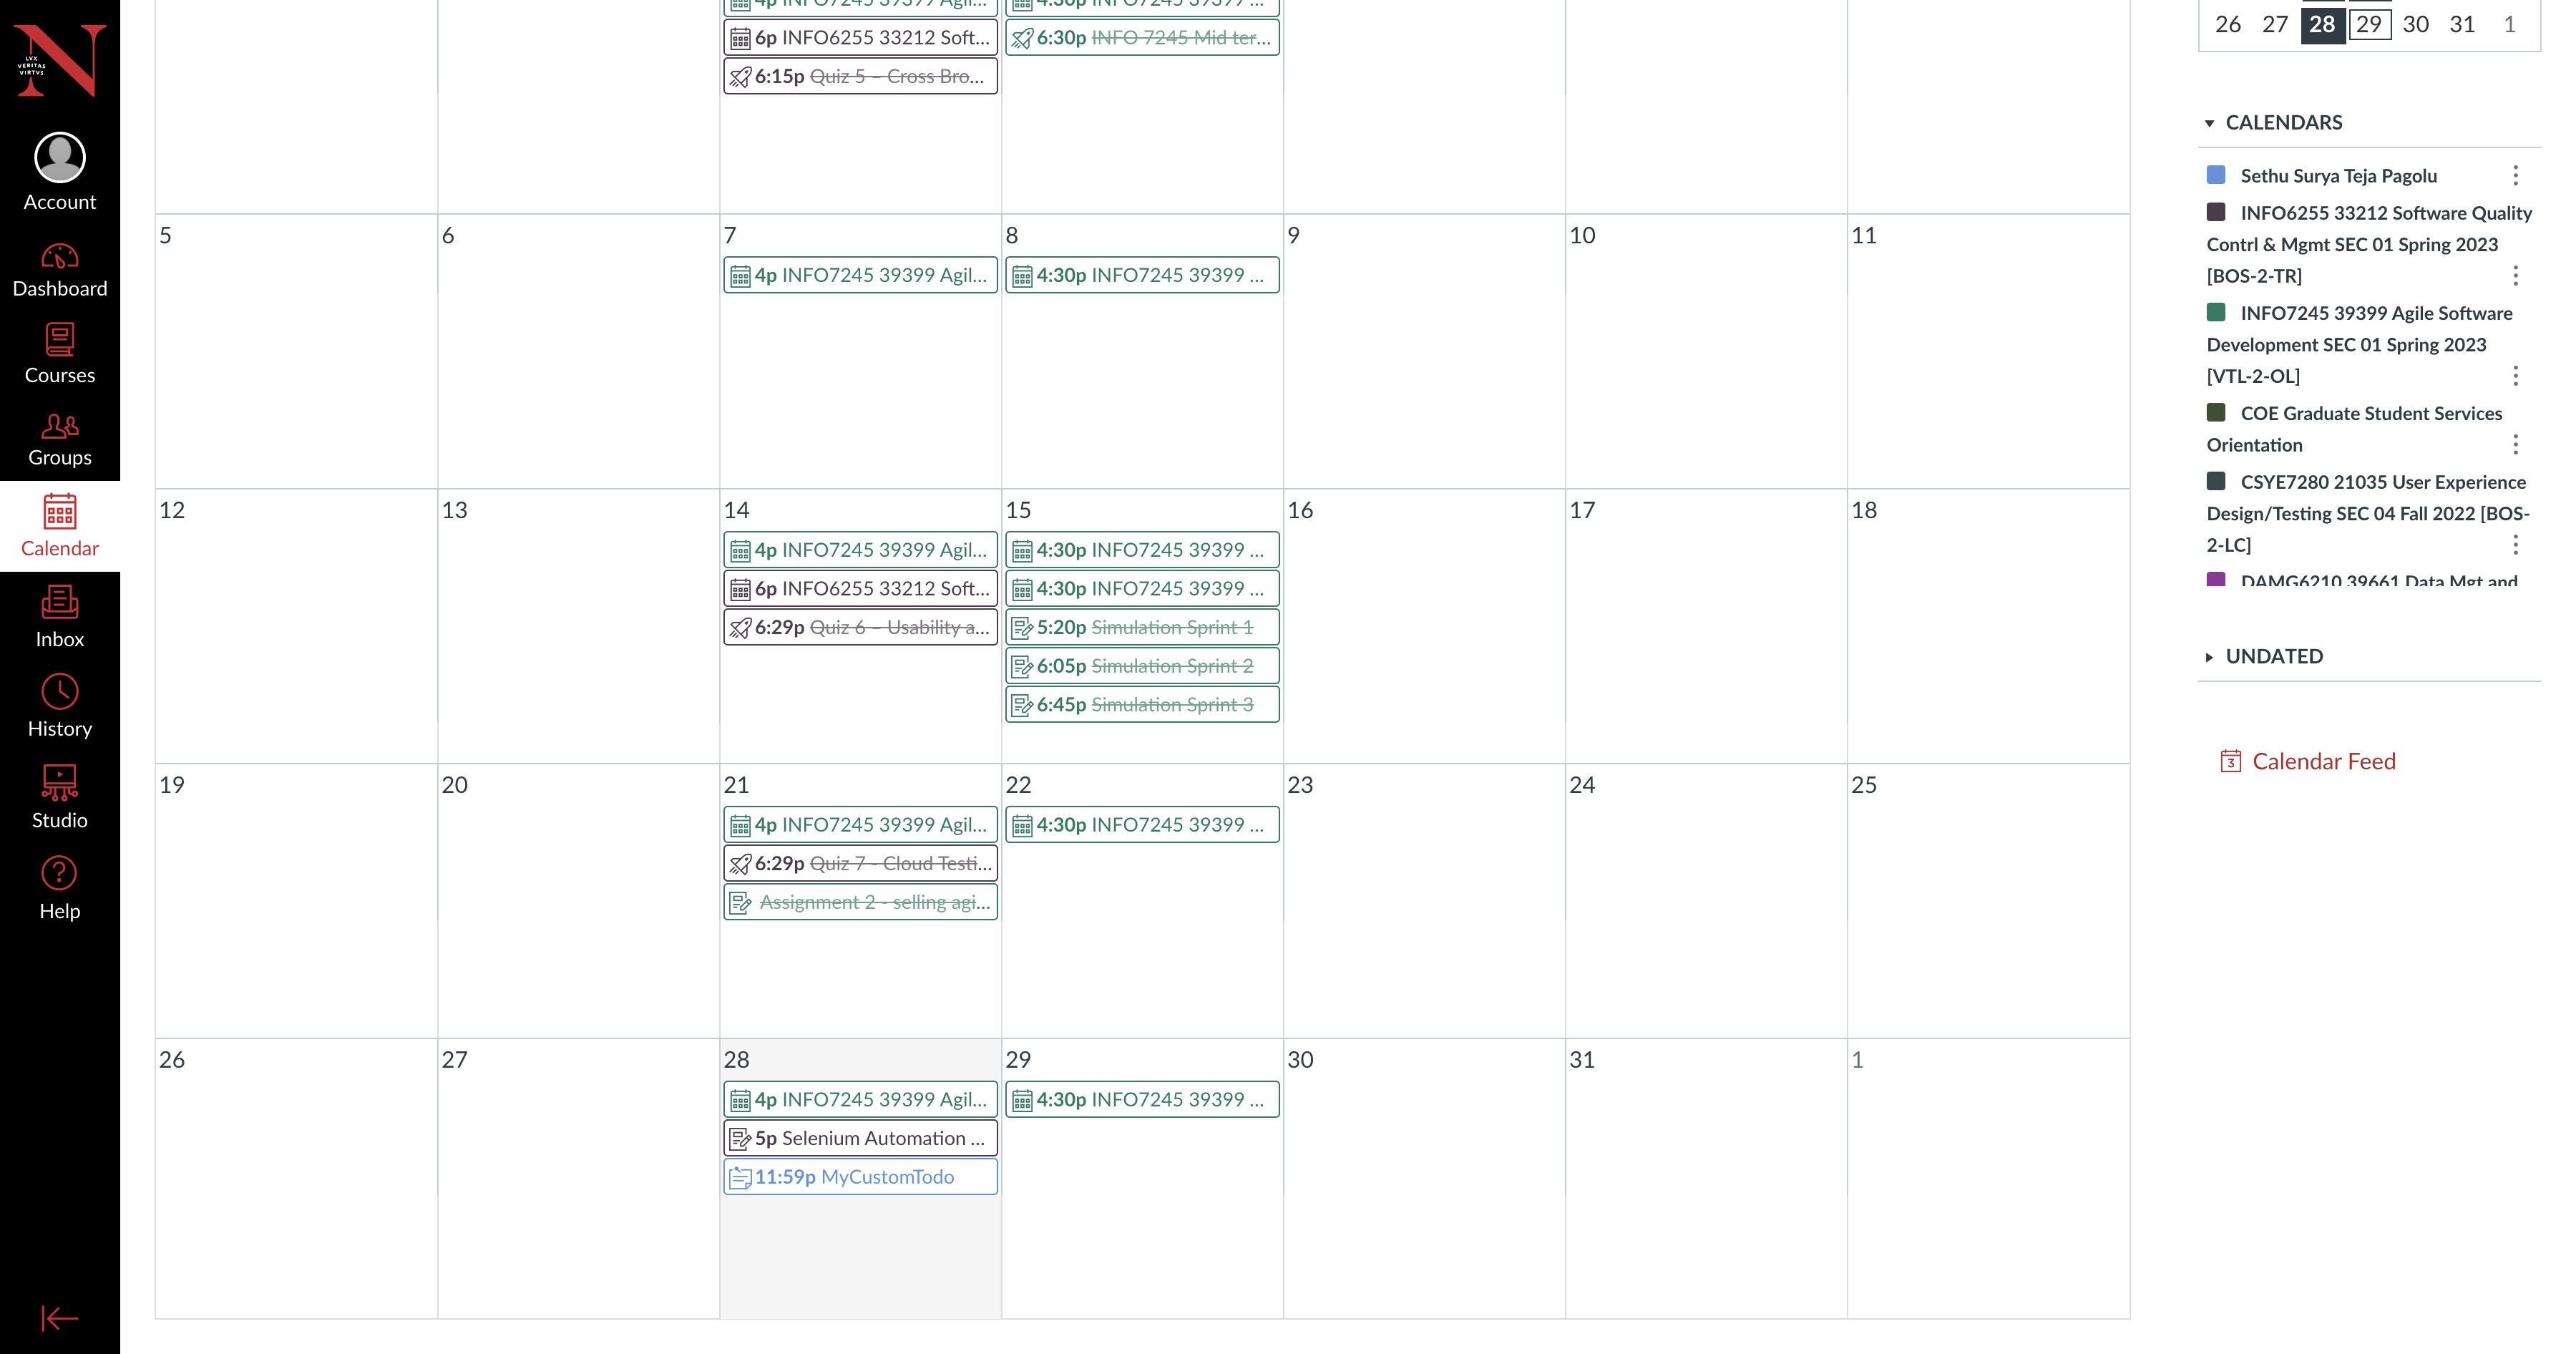 LVX
VERITAS
VIRTVS
Account
Dashboard
Courses
Groups
Calendar
Inbox
History
Studio
Help
4p INFO7245 39399 Agil...
6p INFO6255 33212 Soft...
6:15p Quiz 5 – Cross Bro...
4:30p INFO7245 39399 ...
6:30p INFO 7245 Mid ter...
5
6
7
4p INFO7245 39399 Agil...
8
4:30p INFO7245 39399 ...
9
10
11
12
13
14
4p INFO7245 39399 Agil...
6p INFO6255 33212 Soft...
6:29p Quiz 6 – Usability a...
15
4:30p INFO7245 39399 ...
4:30p INFO7245 39399 ...
5:20p Simulation Sprint 1
6:05p Simulation Sprint 2
6:45p Simulation Sprint 3
16
17
18
19
20
21
4p INFO7245 39399 Agil...
6:29p Quiz 7 - Cloud Testi...
Assignment 2 - selling agi...
22
4:30p INFO7245 39399 ...
23
24
25
26
27
28
4p INFO7245 39399 Agil...
5p Selenium Automation ...
11:59p MyCustomTodo
29
4:30p INFO7245 39399 ...
30
31
1
26 27 28 29 30 31 1
CALENDARS
Sethu Surya Teja Pagolu
INFO6255 33212 Software Quality
Contrl & Mgmt SEC 01 Spring 2023
[BOS-2-TR]
INFO7245 39399 Agile Software
Development SEC 01 Spring 2023
[VTL-2-OL]
COE Graduate Student Services
Orientation
CSYE7280 21035 User Experience
Design/Testing SEC 04 Fall 2022 [BOS-
2-LC]
DAMG6210 39661 Data Mgt and
UNDATED
3 Calendar Feed